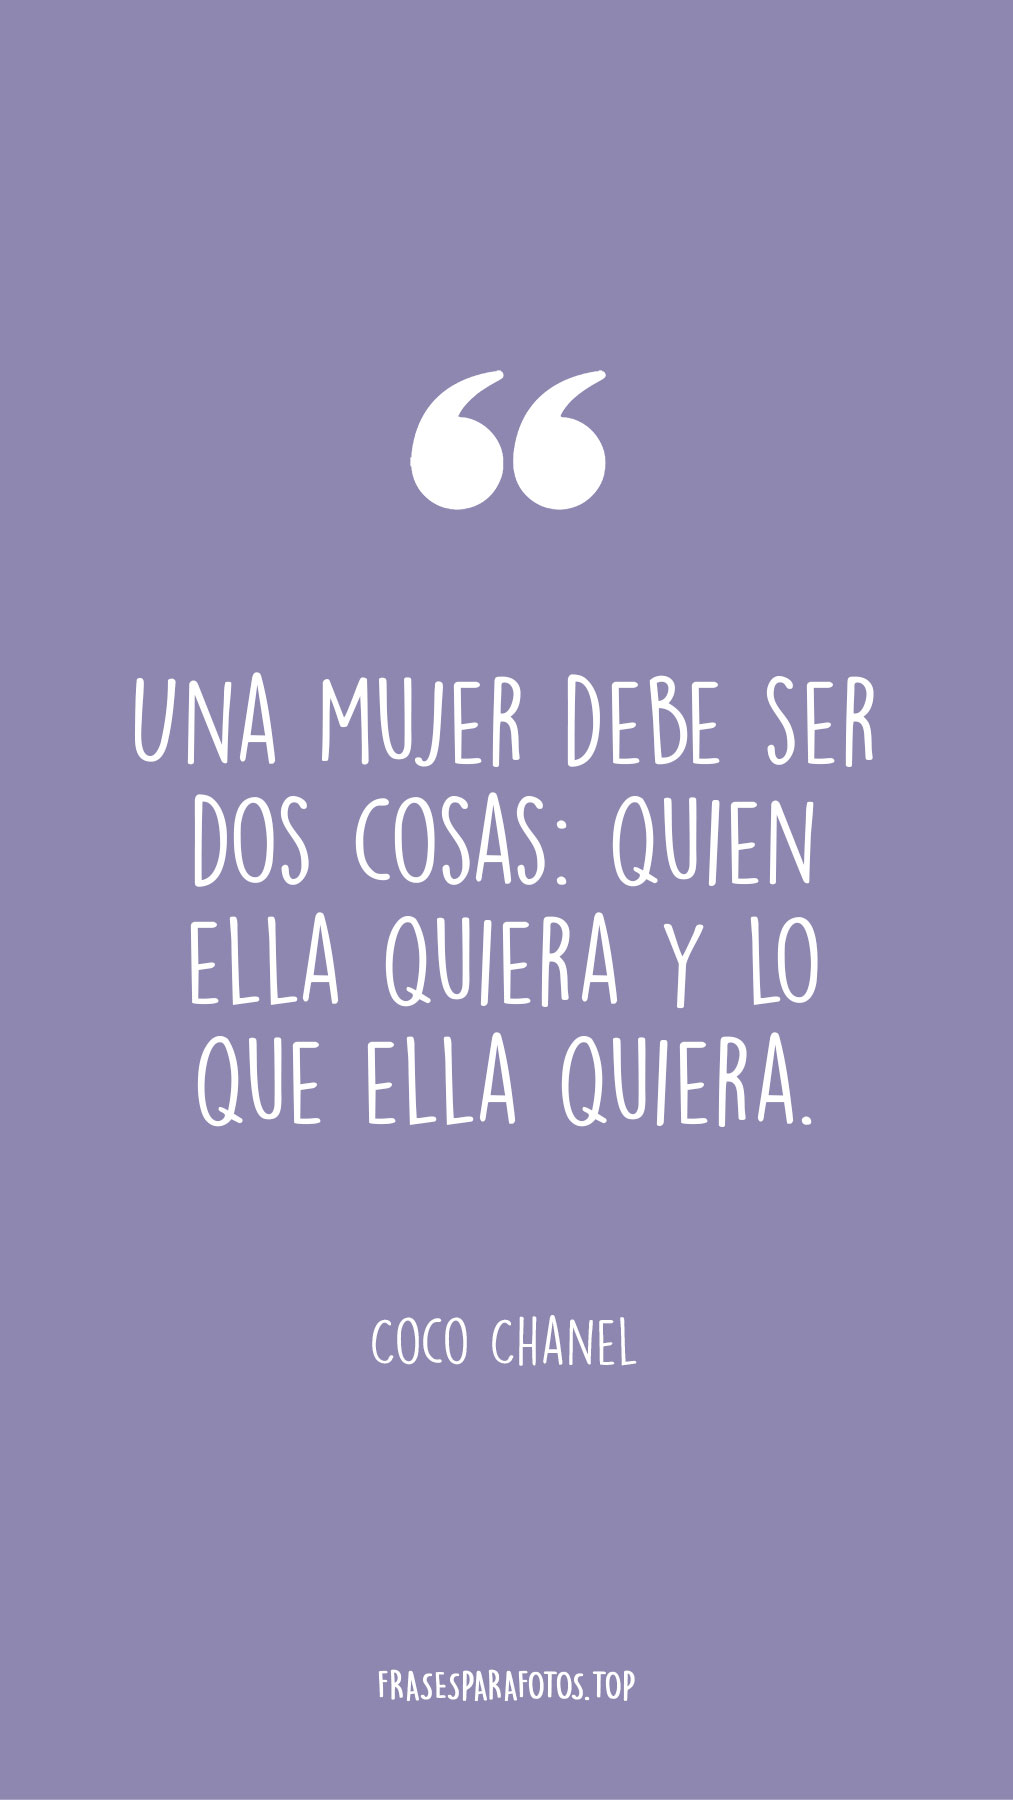 UNA MUJER DEBE SER
DOS COSAS: QUIEN
ELLA QUIERA Y LO
QUE ELLA QUIERA.
COCO CHANEL
FRASESPARAFOTOS.TOP